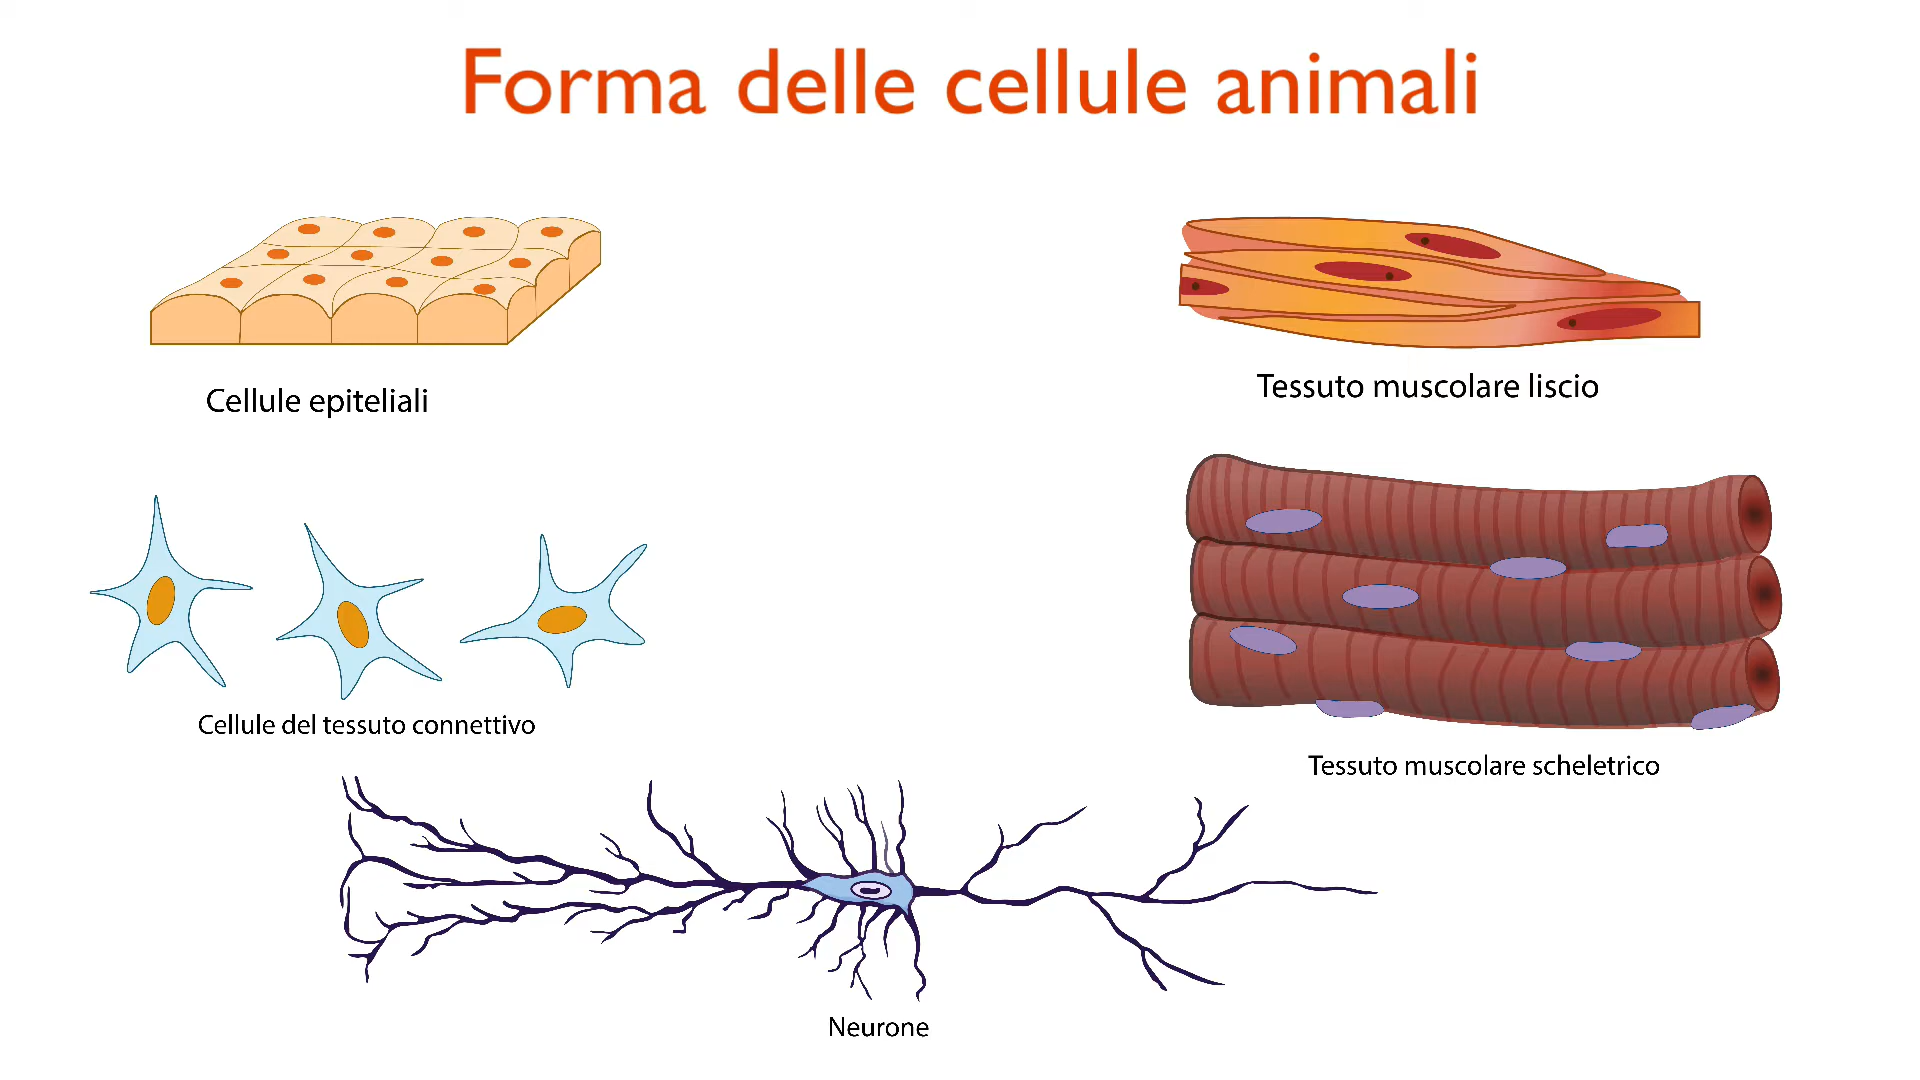 Forma delle cellule animali
Cellule epiteliali
Tessuto muscolare liscio
Cellule del tessuto connettivo
Tessuto muscolare scheletrico
Neurone